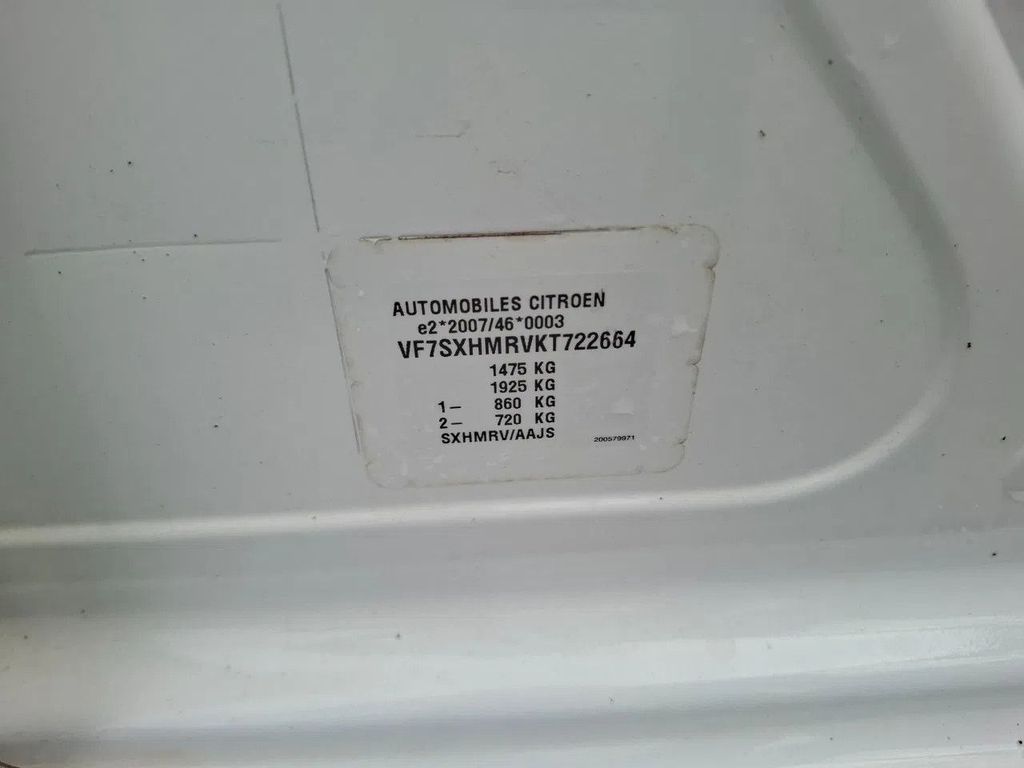 AUTOMOBILES CITROEN
e2*2007/46*0003
VF7SXHMRVKT722664
1475 KG
1925 KG
1– 860 KG
2– 720 KG
SXHMRV/AAJS
200579971